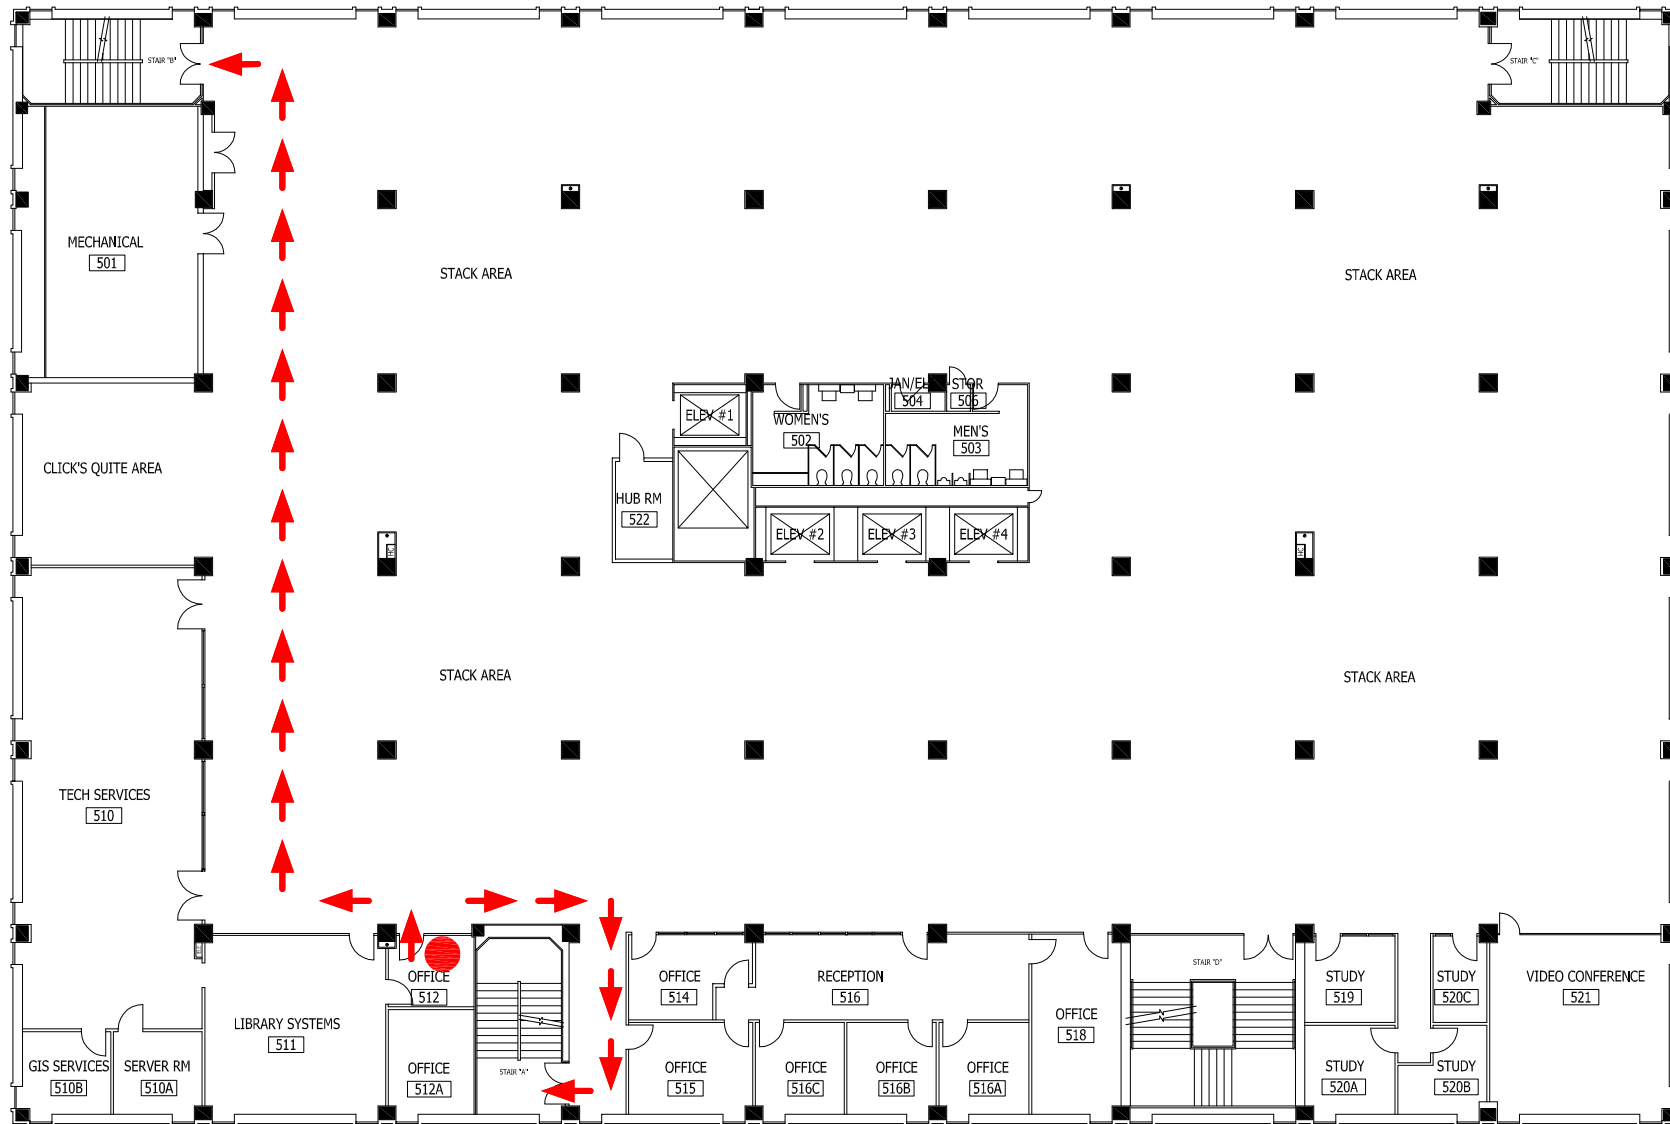 STAIR "B"
STAIR "C"
MECHANICAL
501
STACK AREA
STACK AREA
JAN/EL
504
STOR
506
ELEV #1
WOMEN'S
502
MEN'S
503
CLICK'S QUITE AREA
HUB RM
522
ELEV #2
ELEV #3
ELEV #4
HC
HC
STACK AREA
STACK AREA
TECH SERVICES
510
OFFICE
512
OFFICE
514
RECEPTION
516
STAIR "D"
STUDY
519
STUDY
520C
VIDEO CONFERENCE
521
LIBRARY SYSTEMS
511
OFFICE
518
GIS SERVICES
510B
SERVER RM
510A
OFFICE
512A
STAIR "A"
OFFICE
515
OFFICE
516C
OFFICE
516B
OFFICE
516A
STUDY
520A
STUDY
520B